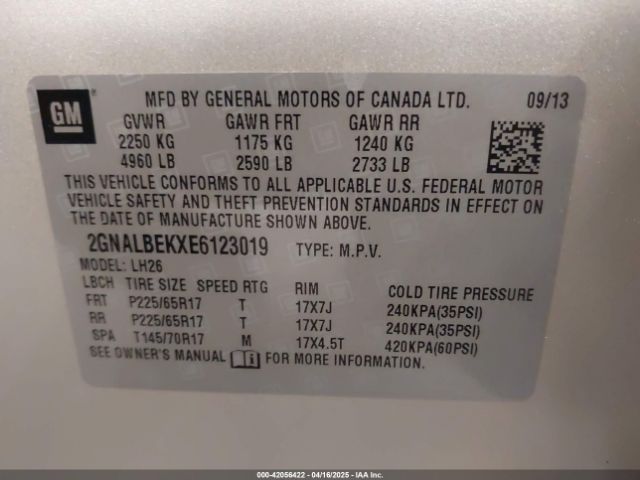 GM
MFD BY GENERAL MOTORS OF CANADA LTD. 09/13
GVWR GAWR FRT GAWR RR
2250 KG 1175 KG 1240 KG
4960 LB 2590 LB 2733 LB
THIS VEHICLE CONFORMS TO ALL APPLICABLE U.S. FEDERAL MOTOR
VEHICLE SAFETY AND THEFT PREVENTION STANDARDS IN EFFECT ON
THE DATE OF MANUFACTURE SHOWN ABOVE.
2GNALBEKXE6123019 TYPE: M.P.V.
MODEL: LH26
LBCH TIRE SIZE SPEED RTG RIM COLD TIRE PRESSURE
FRT P225/65R17 T 17X7J 240KPA(35PSI)
RR P225/65R17 T 17X7J 240KPA(35PSI)
SPA T145/70R17 M 17X4.5T 420KPA(60PSI)
SEE OWNER'S MANUAL FOR MORE INFORMATION.
000-42056422 - 04/16/2025 - IAAI.COM